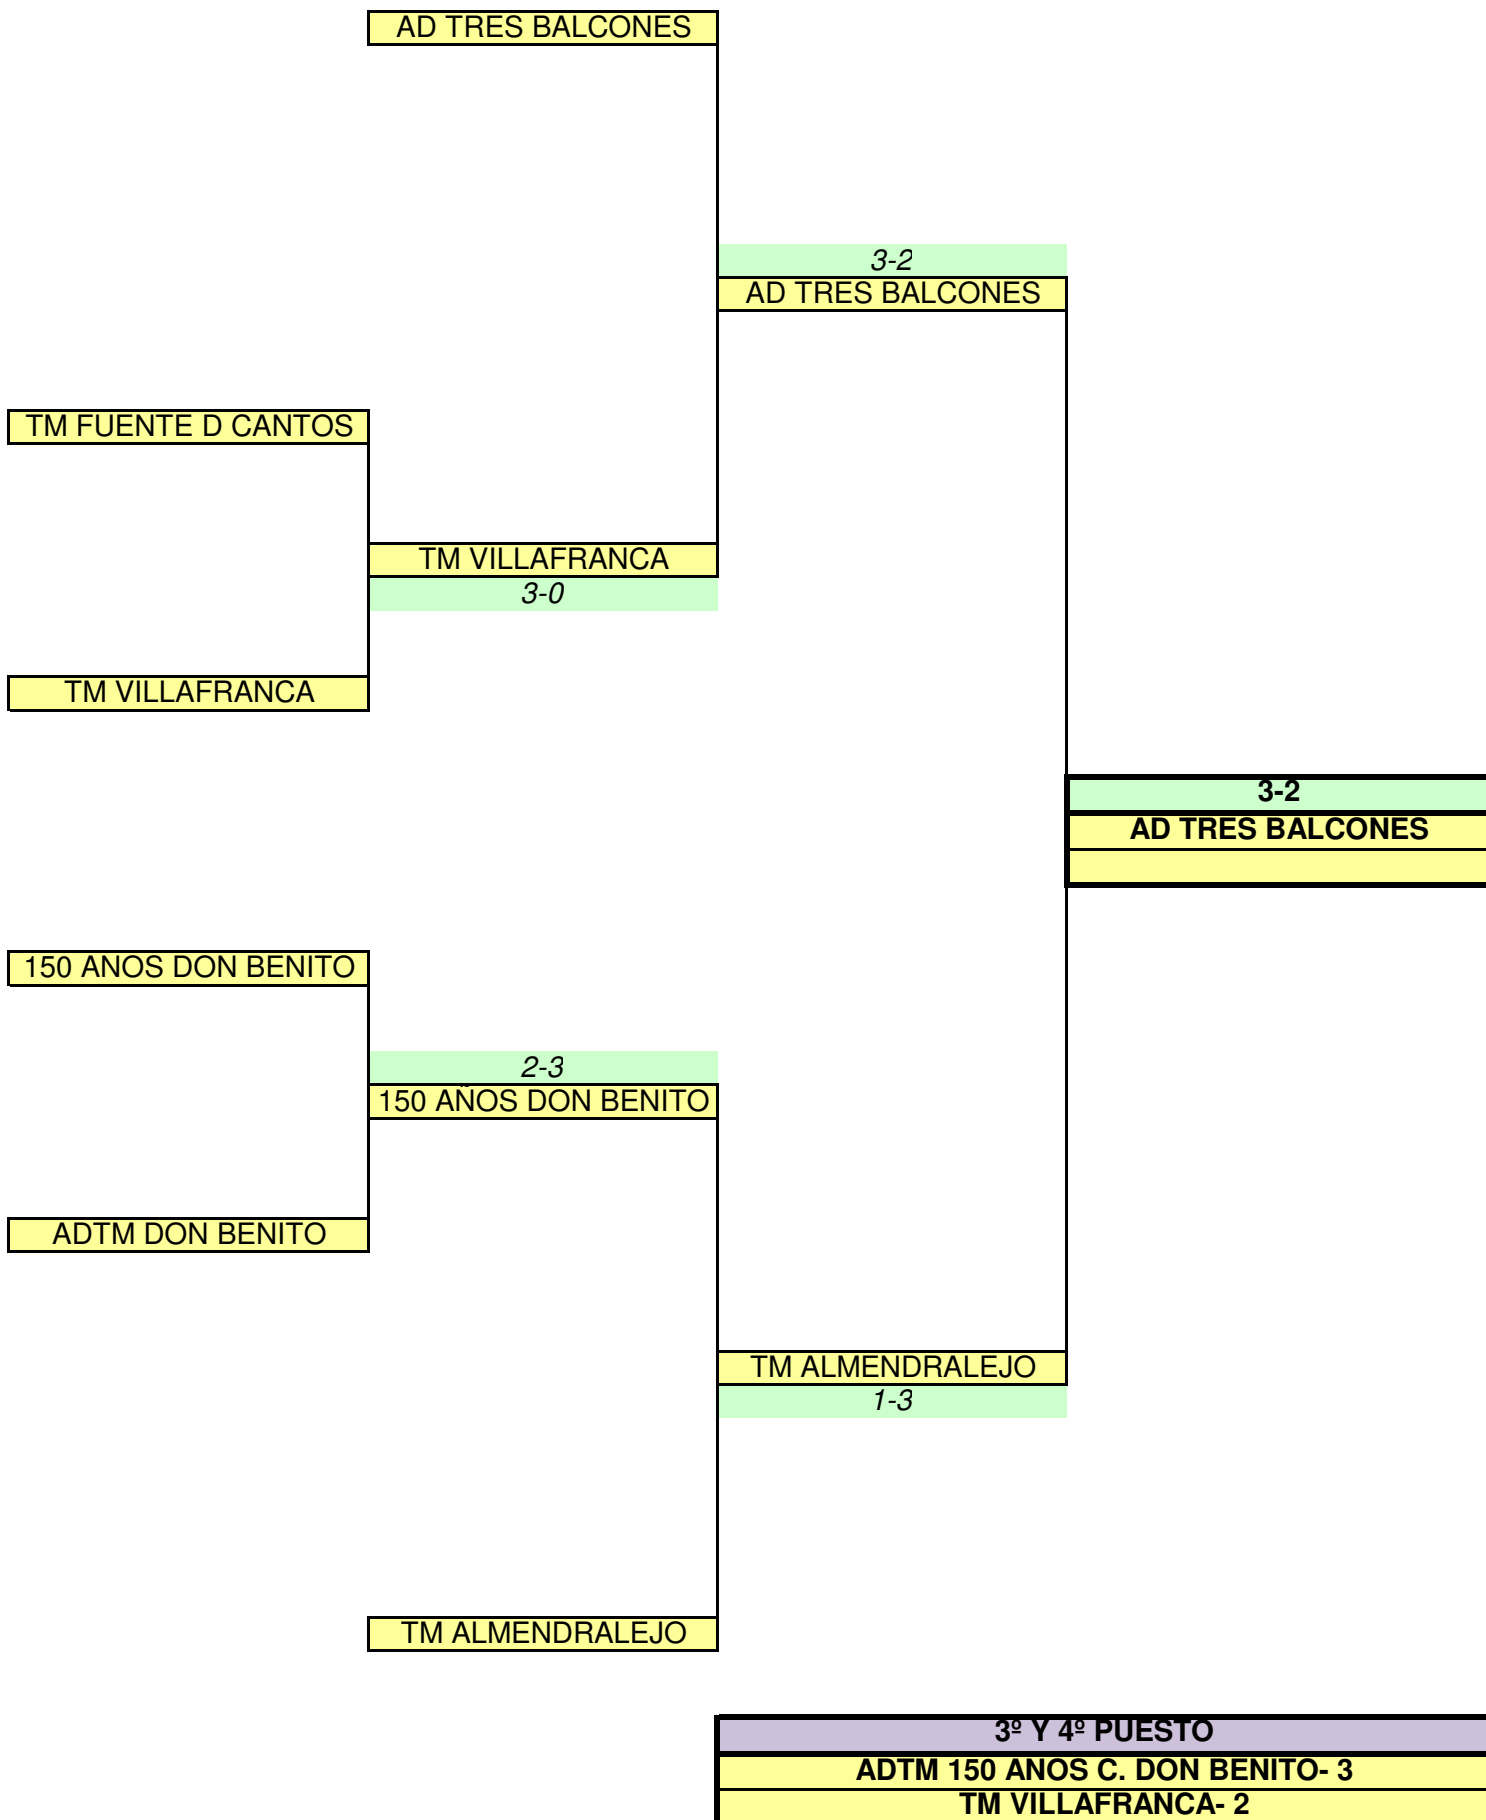 AD TRES BALCONES
3-2
AD TRES BALCONES
TM FUENTE D CANTOS
TM VILLAFRANCA
3-0
TM VILLAFRANCA
3-2
AD TRES BALCONES
150 ANOS DON BENITO
2-3
150 AÑOS DON BENITO
ADTM DON BENITO
TM ALMENDRALEJO
1-3
TM ALMENDRALEJO
3º Y 4º PUESTO
ADTM 150 ANOS C. DON BENITO- 3
TM VILLAFRANCA- 2